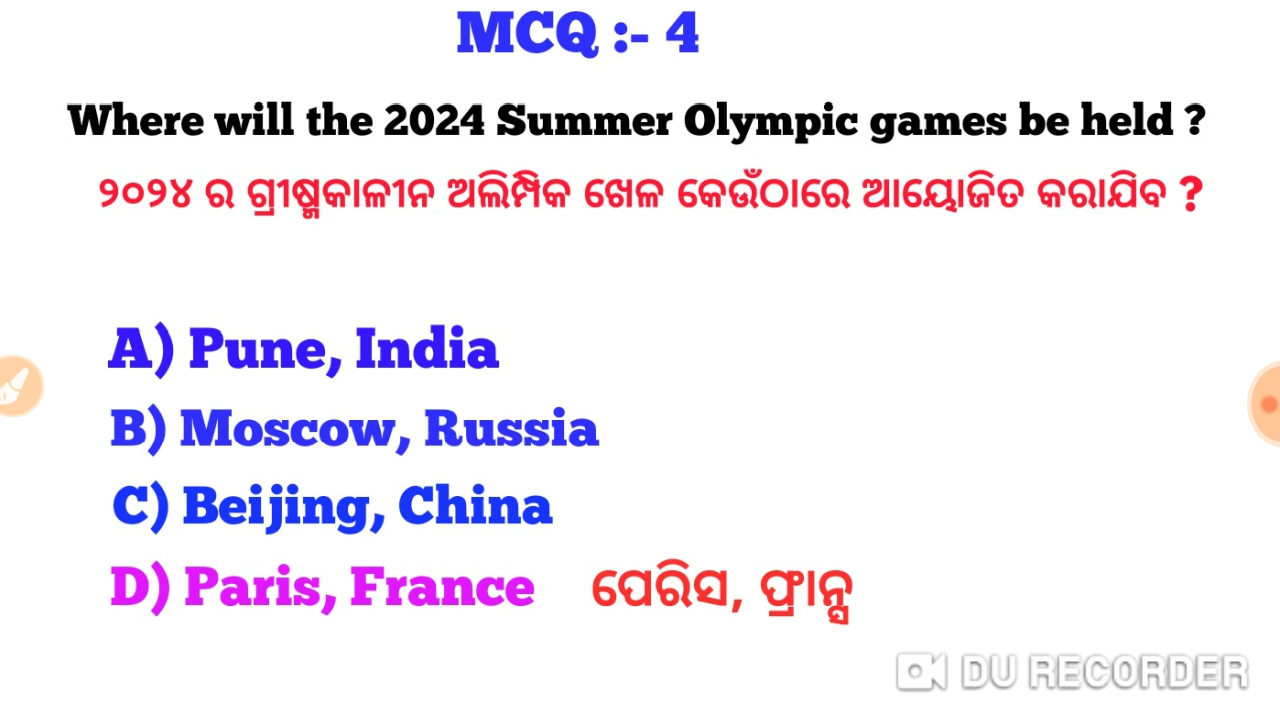 MCQ :- 4
Where will the 2024 Summer Olympic games be held ?
୨୦୨୪ ର ଗ୍ରୀଷ୍ମକାଳୀନ ଅଲିମ୍ପିକ ଖେଳ କେଉଁଠାରେ ଆୟୋଜିତ କରାଯିବ ?
A) Pune, India
B) Moscow, Russia
C) Beijing, China
D) Paris, France ପେରିସ, ଫ୍ରାନ୍ସ
DU RECORDER